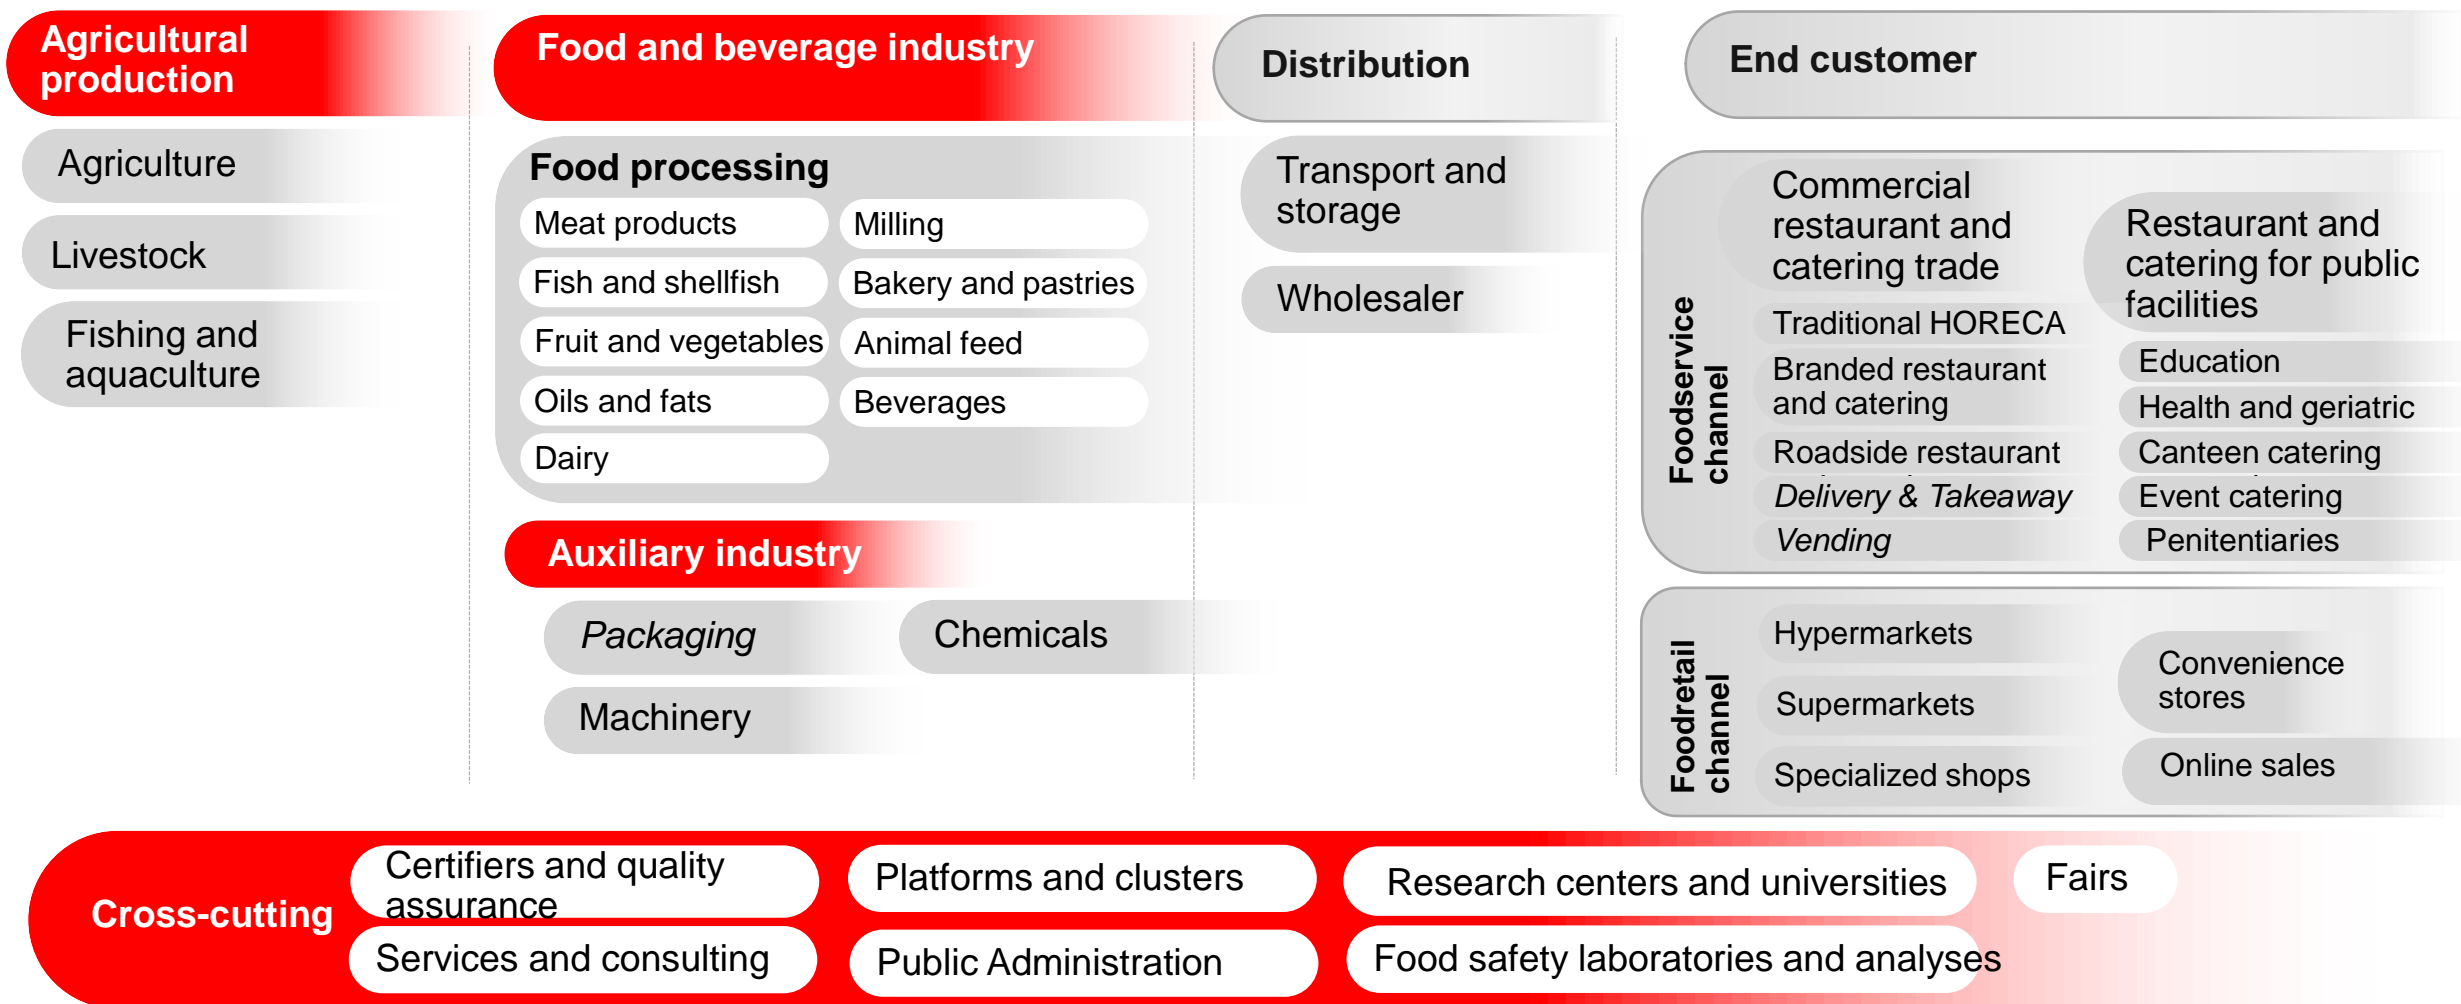 Agricultural
production
Agriculture
Livestock
Fishing and
aquaculture
Food and beverage industry
Food processing
Meat products
Fish and shellfish
Fruit and vegetables
Oils and fats
Dairy
Milling
Bakery and pastries
Animal feed
Beverages
Auxiliary industry
Packaging
Chemicals
Machinery
Distribution
Transport and
storage
Wholesaler
End customer
Foodservice
channel
Commercial
restaurant and
catering trade
Traditional HORECA
Branded restaurant
and catering
Roadside restaurant
Delivery & Takeaway
Vending
Restaurant and
catering for public
facilities
Education
Health and geriatric
Canteen catering
Event catering
Penitentiaries
Foodretail
channel
Hypermarkets
Supermarkets
Specialized shops
Convenience
stores
Online sales
Cross-cutting
Certifiers and quality
assurance
Services and consulting
Platforms and clusters
Public Administration
Research centers and universities
Food safety laboratories and analyses
Fairs